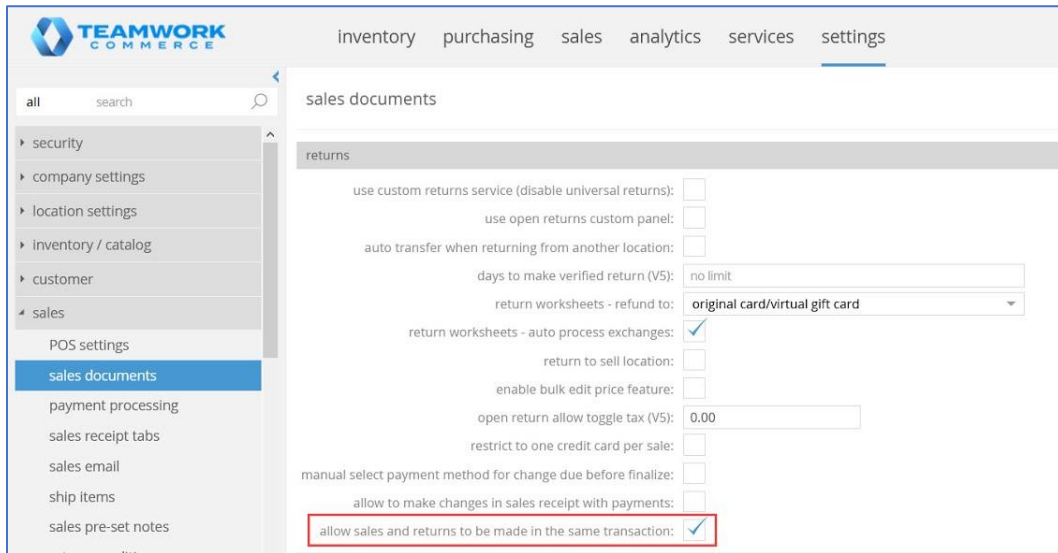 TEAMWORK
COMMERCE
inventory purchasing sales analytics services settings
all search
security
company settings
location settings
inventory / catalog
customer
sales
POS settings
sales documents
payment processing
sales receipt tabs
sales email
ship items
sales pre-set notes
sales documents
returns
use custom returns service (disable universal returns):
use open returns custom panel:
auto transfer when returning from another location:
days to make verified return (V5): no limit
return worksheets - refund to: original card/virtual gift card
return worksheets - auto process exchanges:
return to sell location:
enable bulk edit price feature:
open return allow toggle tax (V5): 0.00
restrict to one credit card per sale:
manual select payment method for change due before finalize:
allow to make changes in sales receipt with payments:
allow sales and returns to be made in the same transaction: